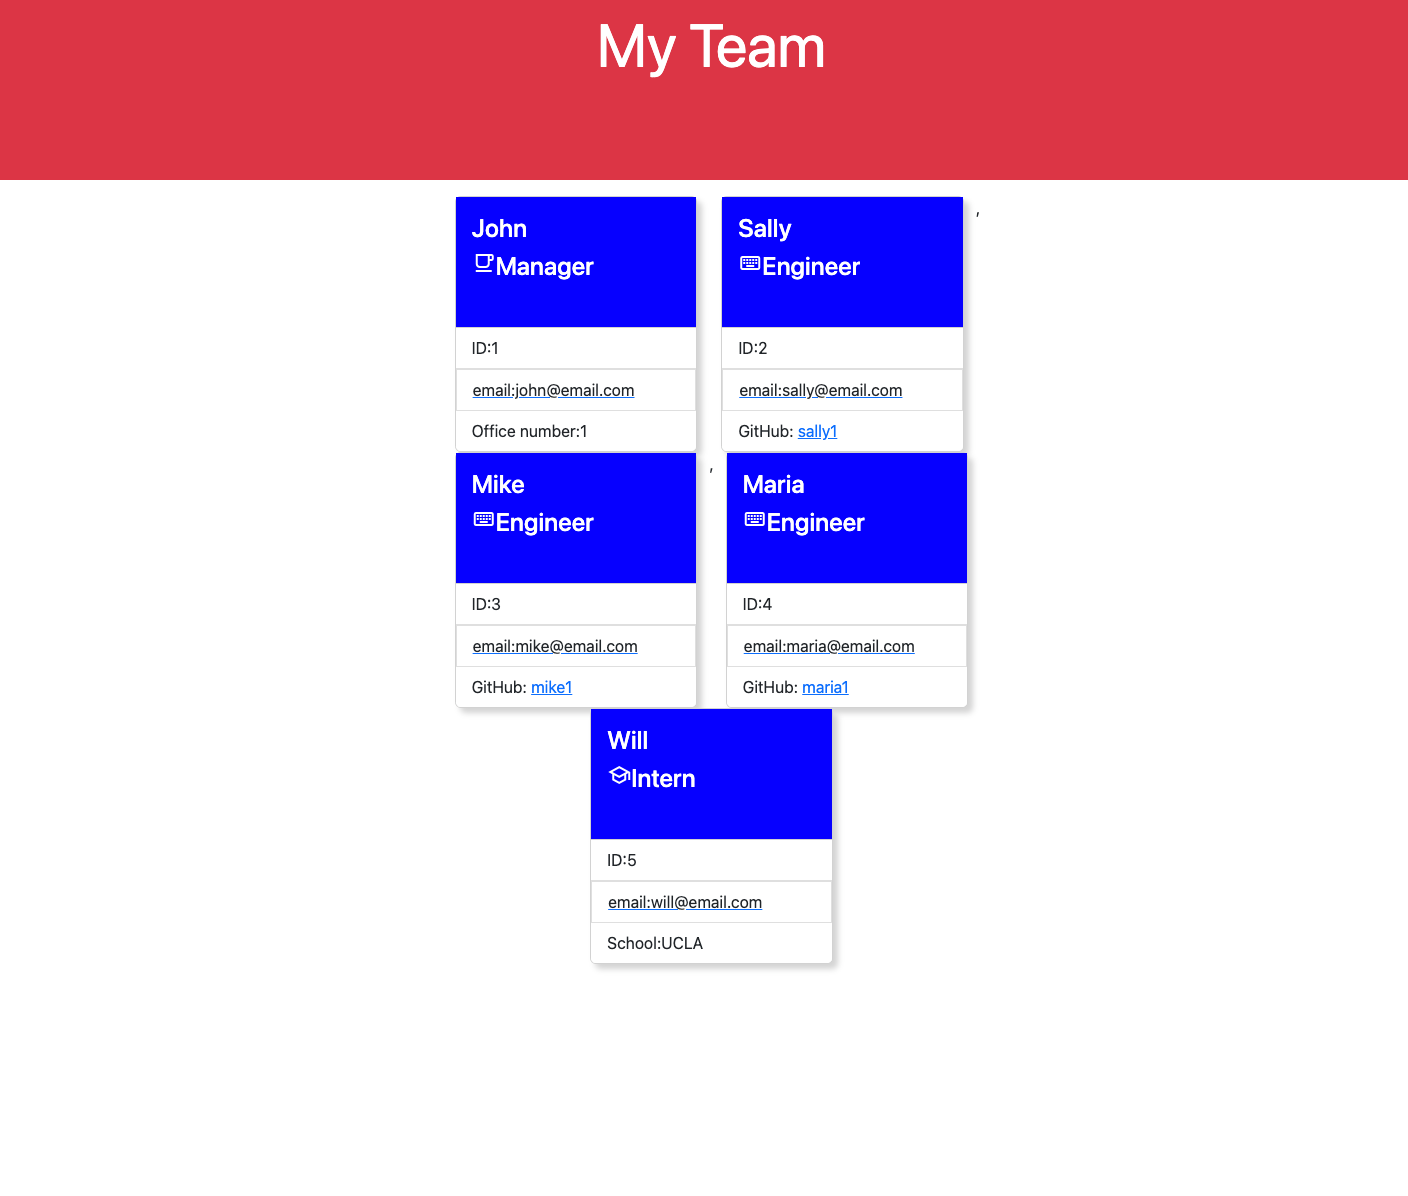 My Team
John
Manager
ID:1
email:john@email.com
Office number:1
Sally
Engineer
ID:2
email:sally@email.com
GitHub: sally1
,
Mike
Engineer
ID:3
email:mike@email.com
GitHub: mike1
,
Maria
Engineer
ID:4
email:maria@email.com
GitHub: maria1
Will
Intern
ID:5
email:will@email.com
School:UCLA